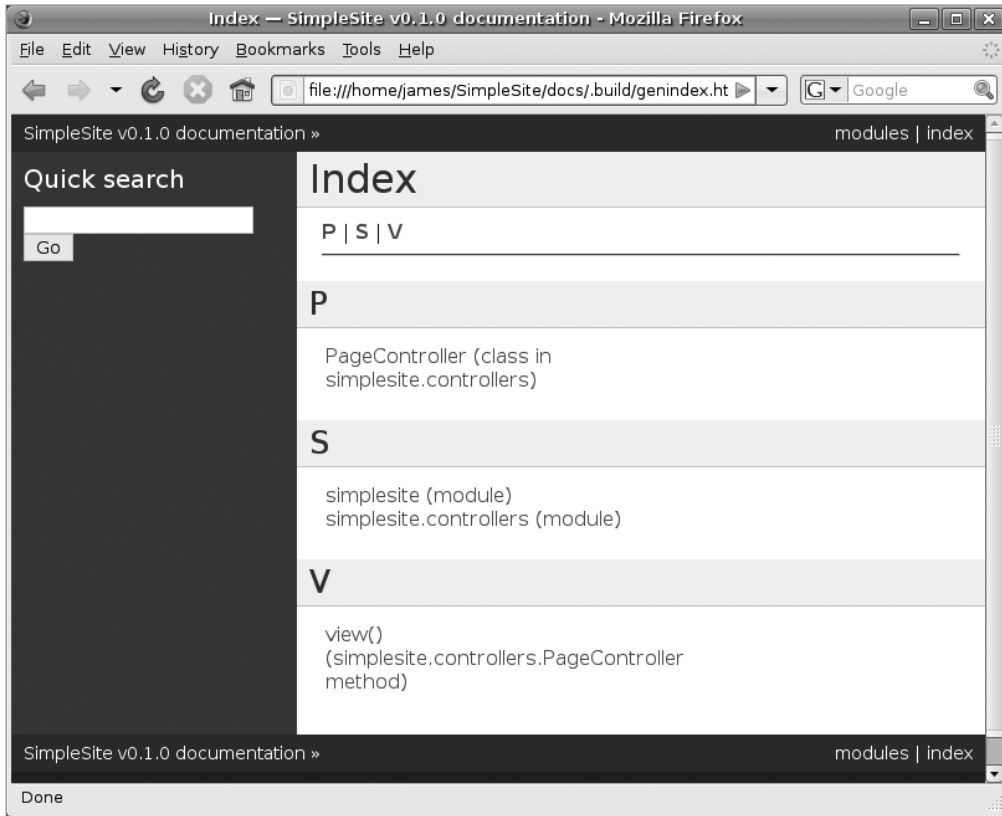 Index — SimpleSite v0.1.0 documentation - Mozilla Firefox
File Edit View History Bookmarks Tools Help
file:///home/james/SimpleSite/docs/.build/genindex.ht
G Google
SimpleSite v0.1.0 documentation » modules | index
Quick search
Go
Index
P | S | V
P
PageController (class in
simplesite.controllers)
S
simplesite (module)
simplesite.controllers (module)
V
view()
(simplesite.controllers.PageController
method)
SimpleSite v0.1.0 documentation » modules | index
Done